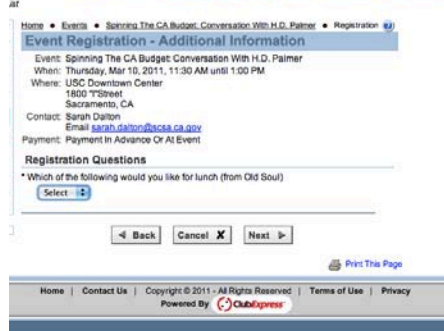 Home • Events • Spinning The CA Budget: Conversation With H.D. Palmer • Registration
Event Registration - Additional Information
Event: Spinning The CA Budget: Conversation With H.D. Palmer
When: Thursday, Mar 10, 2011, 11:30 AM until 1:00 PM
Where: USC Downtown Center
1800 "I"Street
Sacramento, CA
Contact: Sarah Dalton
Email sarah.dalton@scsa.ca.gov
Payment: Payment In Advance Or At Event
Registration Questions
* Which of the following would you like for lunch (from Old Soul)
Select
Back Cancel X Next
Print This Page
Home | Contact Us | Copyright © 2011 - All Rights Reserved | Terms of Use | Privacy
Powered By ClubExpress